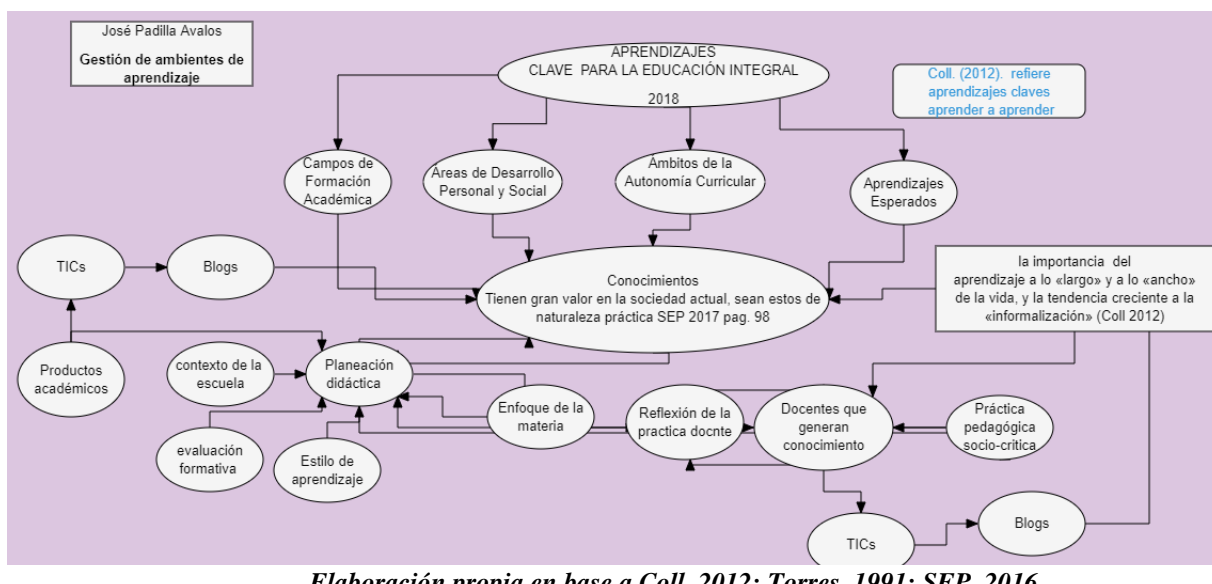 José Padilla Avalos
Gestión de ambientes de
aprendizaje
APRENDIZAJES
CLAVE PARA LA EDUCACIÓN INTEGRAL
2018
Coll. (2012). refiere
aprendizajes claves
aprender a aprender
Campos de
Formación
Académica
Áreas de Desarrollo
Personal y Social
Ámbitos de la
Autonomía Curricular
Aprendizajes
Esperados
TICs
Blogs
Conocimientos
Tienen gran valor en la sociedad actual, sean estos de
naturaleza práctica SEP 2017 pag. 98
la importancia del
aprendizaje a lo «largo» y a lo «ancho»
de la vida, y la tendencia creciente a la
«informalización» (Coll 2012)
Productos
académicos
contexto de la
escuela
Planeación
didáctica
Enfoque de la
materia
Reflexión de la
practica docnte
Docentes que
generan
conocimiento
Práctica
pedagógica
socio-critica
evaluación
formativa
Estilo de
aprendizaje
TICs
Blogs
Elaboración propia en base a Coll, 2012; Torres, 1991; SEP, 2016